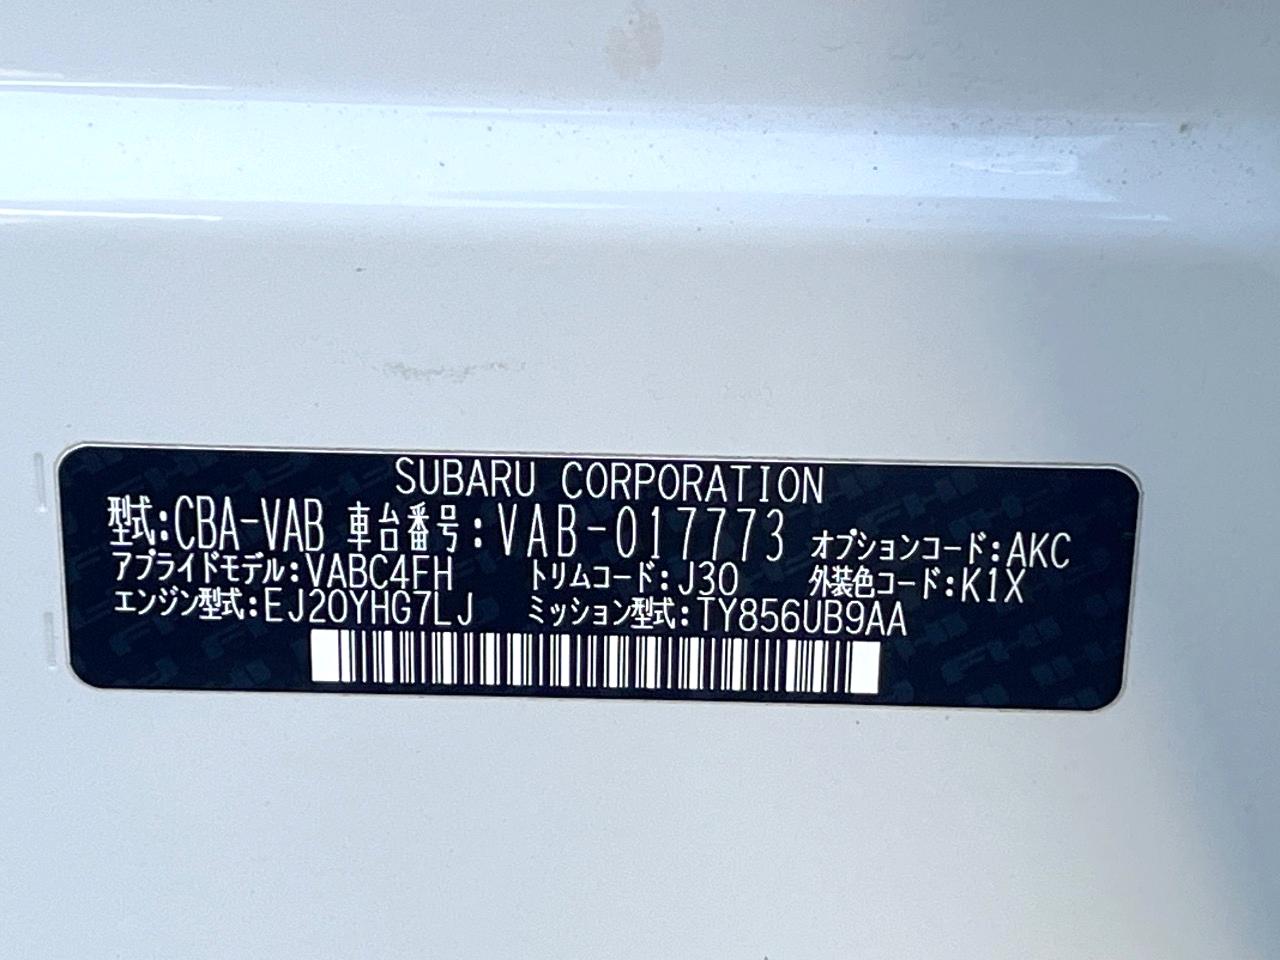 SUBARU CORPORATION
型式:CBA-VAB 車台番号:VAB-017773 オプションコード:AKC
アプライドモデル:VABC4FH トリムコード:J30 外装色コード:K1X
エンジン型式:EJ20YHG7LJ ミッション型式:TY856UB9AA